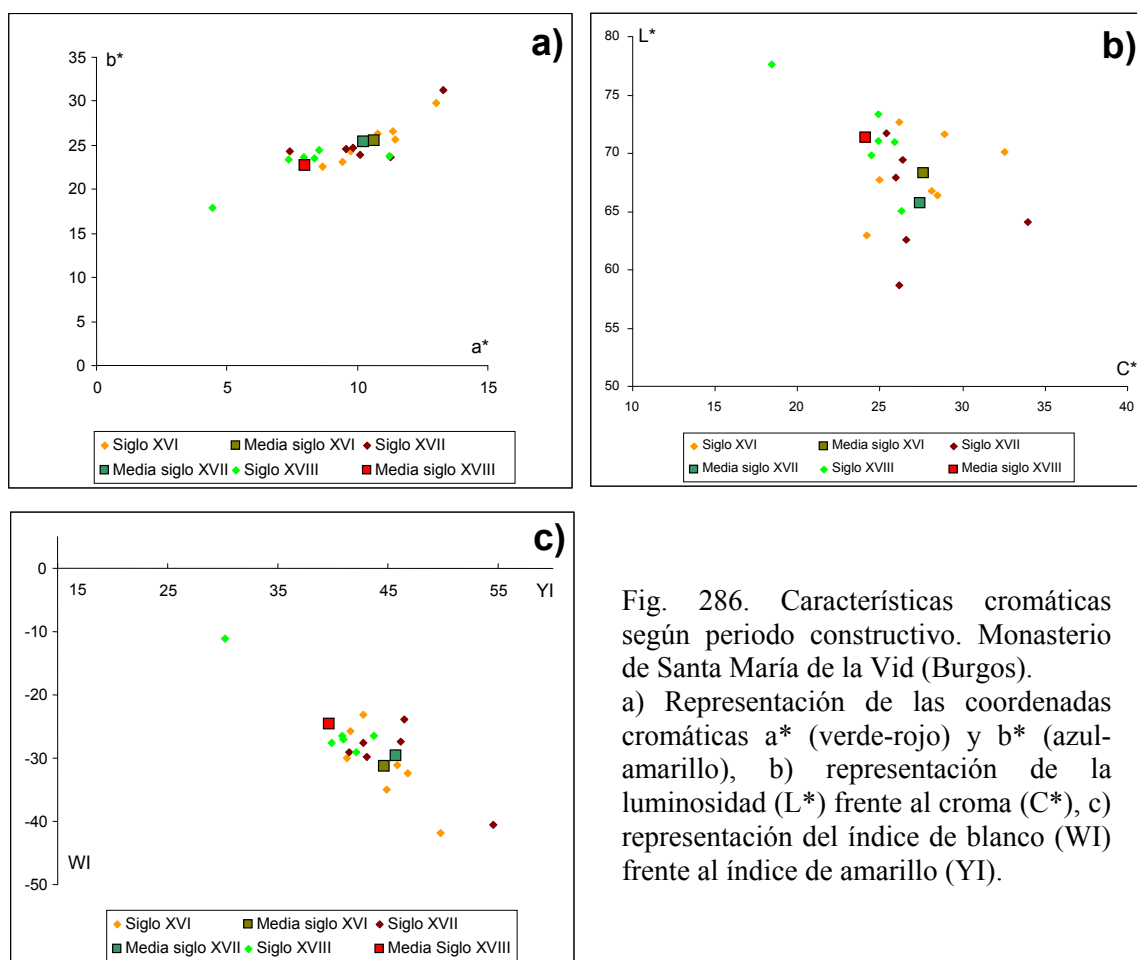 a)
b*
35
30
25
20
15
10
5
0
a*
0 5 10 15
Siglo XVI Media siglo XVI Siglo XVII
Media siglo XVII Siglo XVIII Media siglo XVIII
b)
L*
80
75
70
65
60
55
50
C*
10 15 20 25 30 35 40
Siglo XVI Media siglo XVI Siglo XVII
Media siglo XVII Siglo XVIII Media siglo XVIII
c)
0
15 25 35 45 55
YI
-10
-20
-30
-40
WI
-50
Siglo XVI Media siglo XVI Siglo XVII
Media siglo XVII Siglo XVIII Media Siglo XVIII
Fig. 286. Características cromáticas
según periodo constructivo. Monasterio
de Santa María de la Vid (Burgos).
a) Representación de las coordenadas
cromáticas a* (verde-rojo) y b* (azul-
amarillo), b) representación de la
luminosidad (L*) frente al croma (C*), c)
representación del índice de blanco (WI)
frente al índice de amarillo (YI).